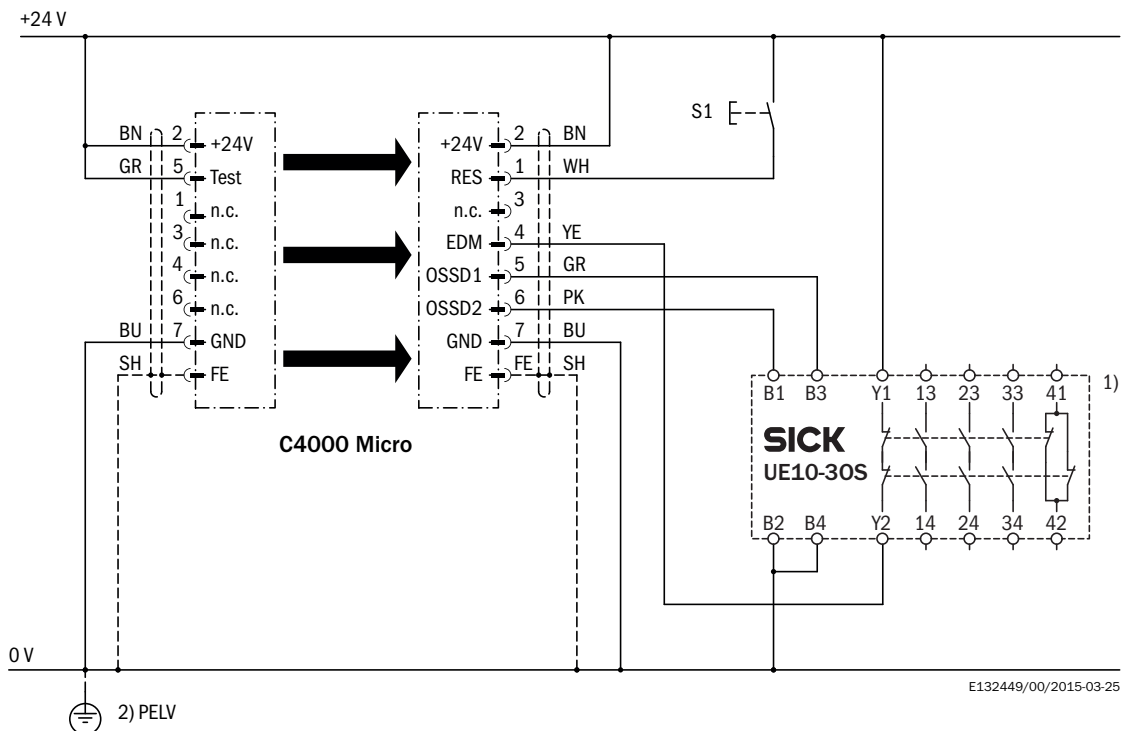 +24 V
S1
BN 2 +24V
GR 5 Test
1 n.c.
3 n.c.
4 n.c.
6 n.c.
BU 7 GND
SH FE
+24V 2 BN
RES 1 WH
n.c. 3
EDM 4 YE
OSSD1 5 GR
OSSD2 6 PK
GND 7 BU
FE FE SH
C4000 Micro
B1 B3 Y1 13 23 33 41 1)
SICK
UE10-30S
B2 B4 Y2 14 24 34 42
0 V
E132449/00/2015-03-25
2) PELV